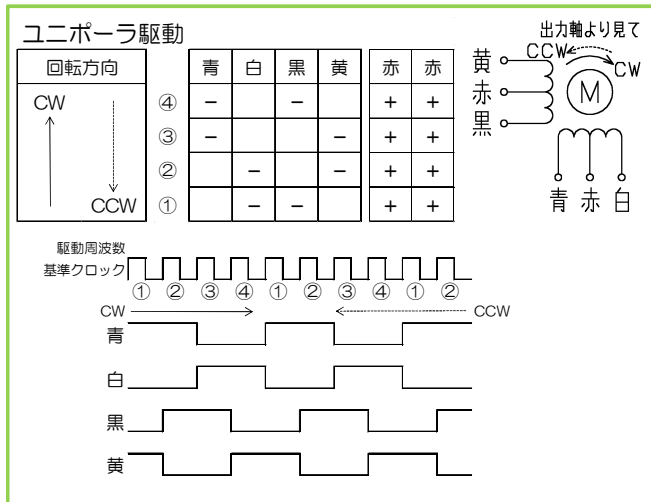 ユニポーラ駆動
回転方向 青 白 黒 黄 赤 赤
CW ④ − − + +
③ − − + +
② − − + +
CCW ① − − + +
出力軸より見て
CCW CW
黄
赤 M
黒
青 赤 白
駆動周波数
基準クロック
① ② ③ ④ ① ② ③ ④ ① ②
CW CCW
青
白
黒
黄